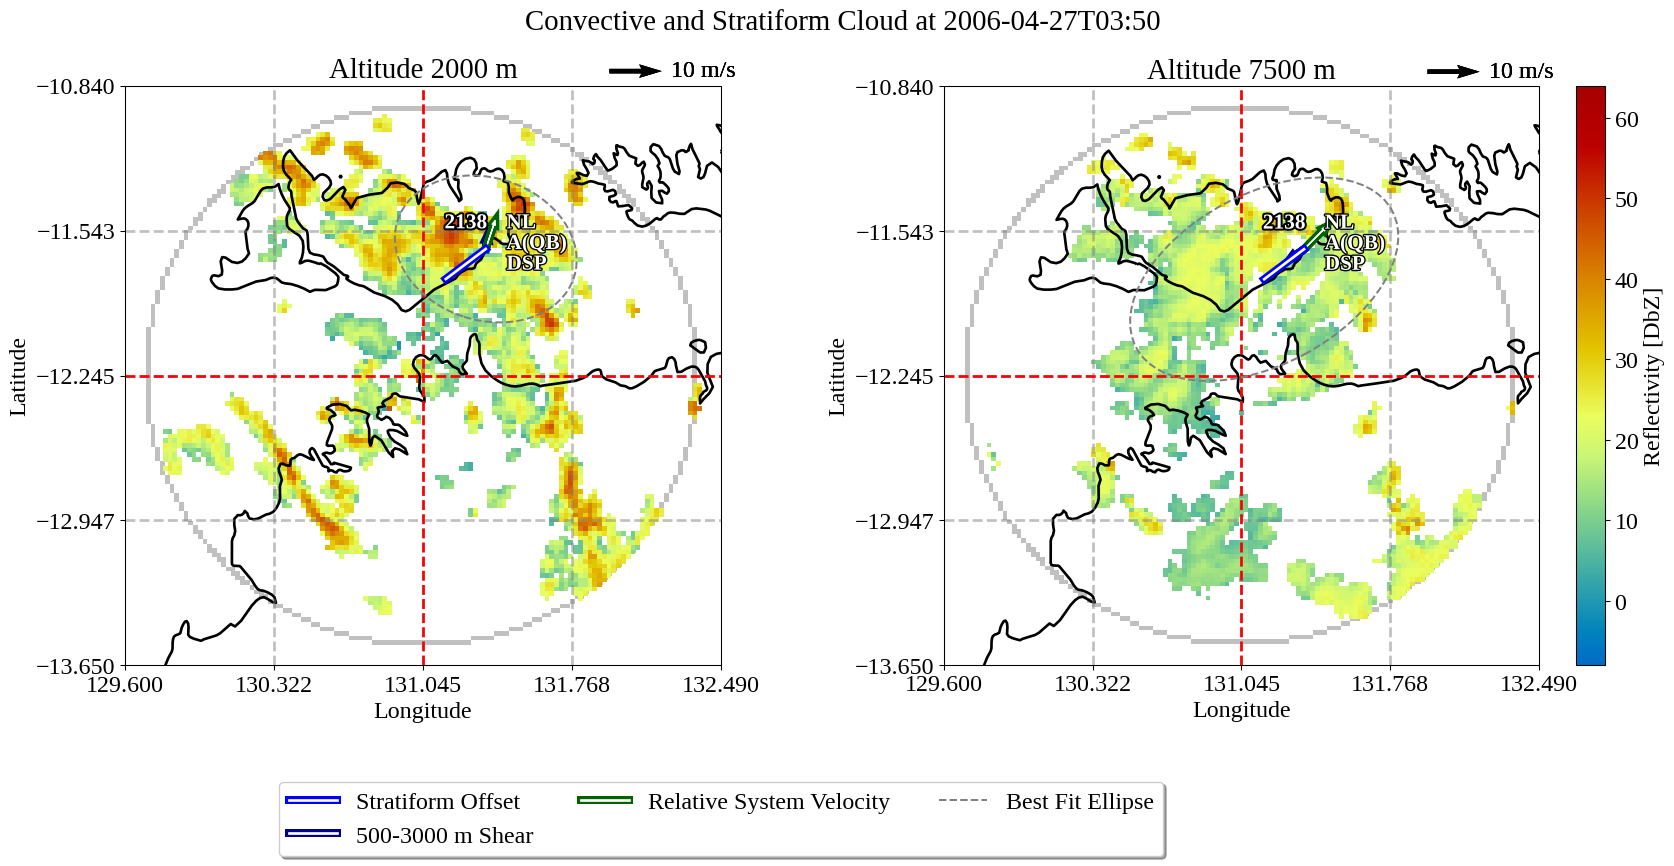 Convective and Stratiform Cloud at 2006-04-27T03:50
Altitude 2000 m
10 m/s
−10.840
−11.543
−12.245
−12.947
−13.650
Latitude
129.600
130.322
131.045
131.768
132.490
Longitude
2138
NL
A(QB)
DSP
Altitude 7500 m
10 m/s
−10.840
−11.543
−12.245
−12.947
−13.650
Latitude
129.600
130.322
131.045
131.768
132.490
Longitude
2138
NL
A(QB)
DSP
60
50
40
30
20
10
0
Reflectivity [DbZ]
Stratiform Offset
500-3000 m Shear
Relative System Velocity
Best Fit Ellipse